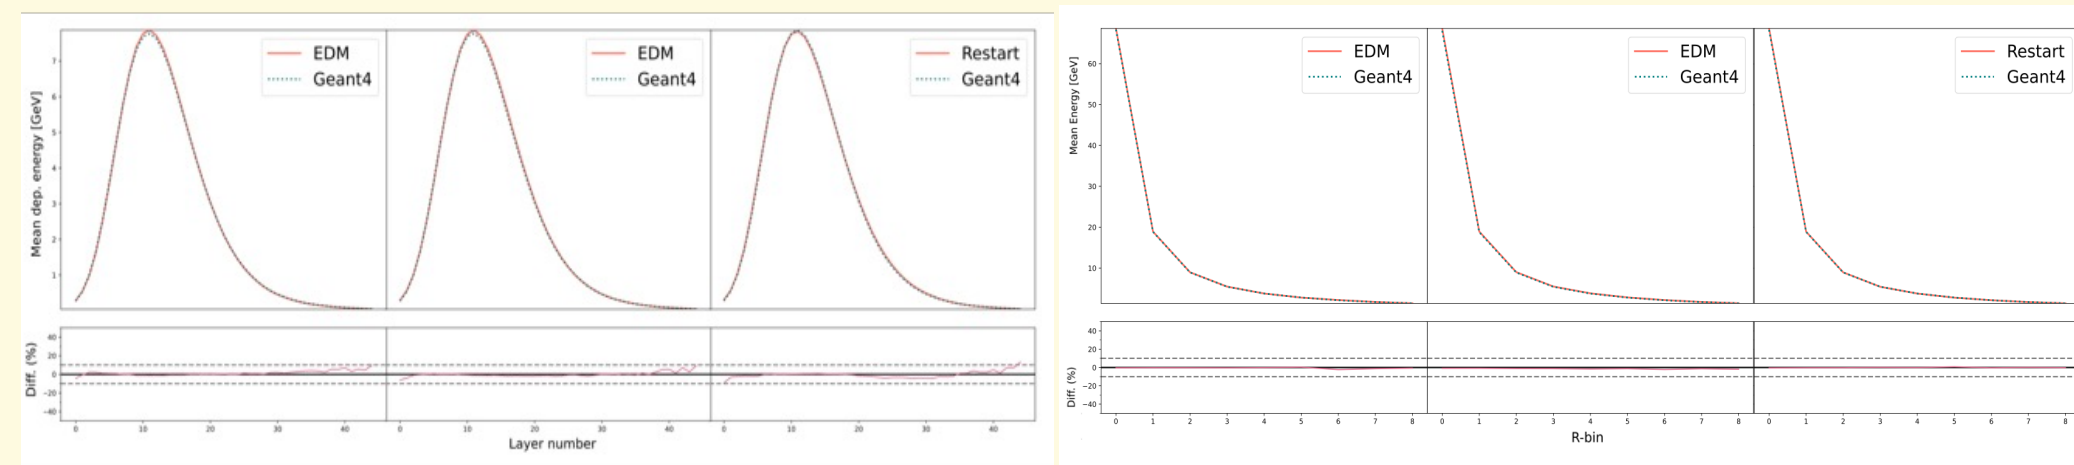 EDM
Geant4
EDM
Geant4
Restart
Geant4
Mean dep. energy [GeV]
7
6
5
4
3
2
1
Diff. (%)
40
20
0
−20
−40
0 10 20 30 40 0 10 20 30 40 0 10 20 30 40
Layer number
EDM
Geant4
EDM
Geant4
Restart
Geant4
Mean Energy [GeV]
60
50
40
30
20
10
Diff. (%)
40
20
0
−20
−40
0 1 2 3 4 5 6 7 8 0 1 2 3 4 5 6 7 8 0 1 2 3 4 5 6 7 8
R-bin